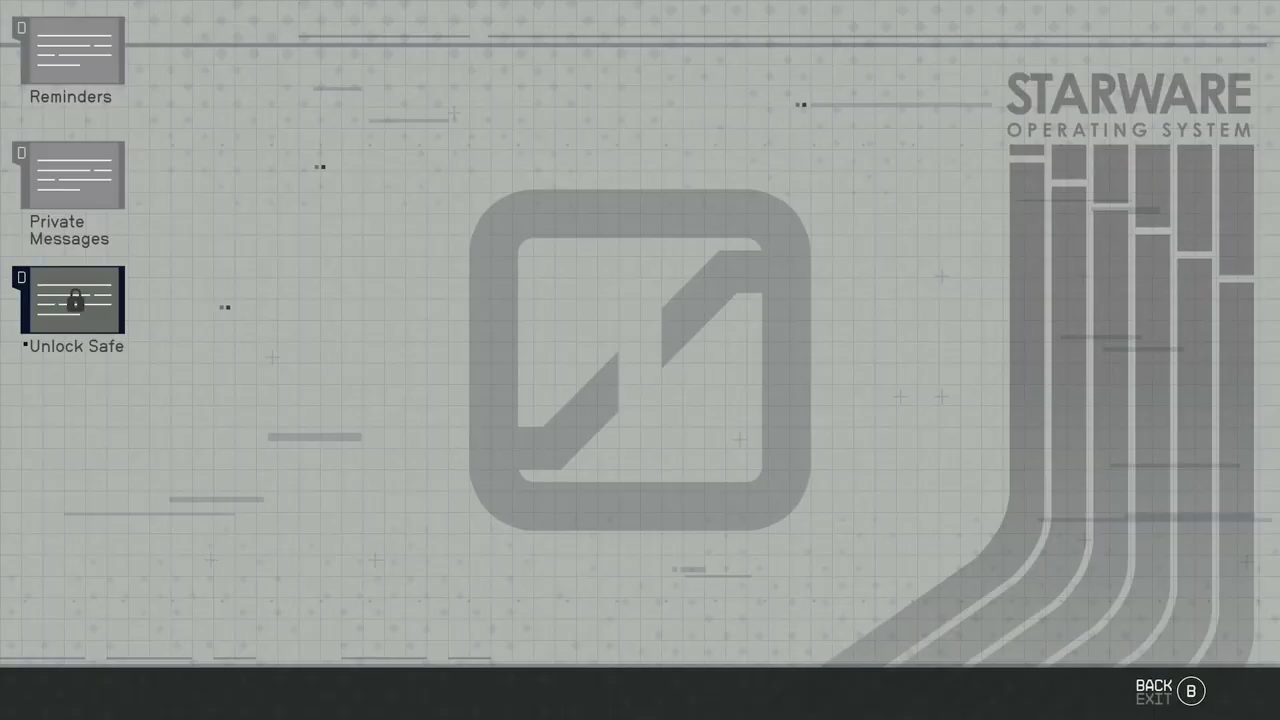 D
Reminders
D
Private
Messages
D
Unlock Safe
STARWARE
OPERATING SYSTEM
BACK
EXIT
B